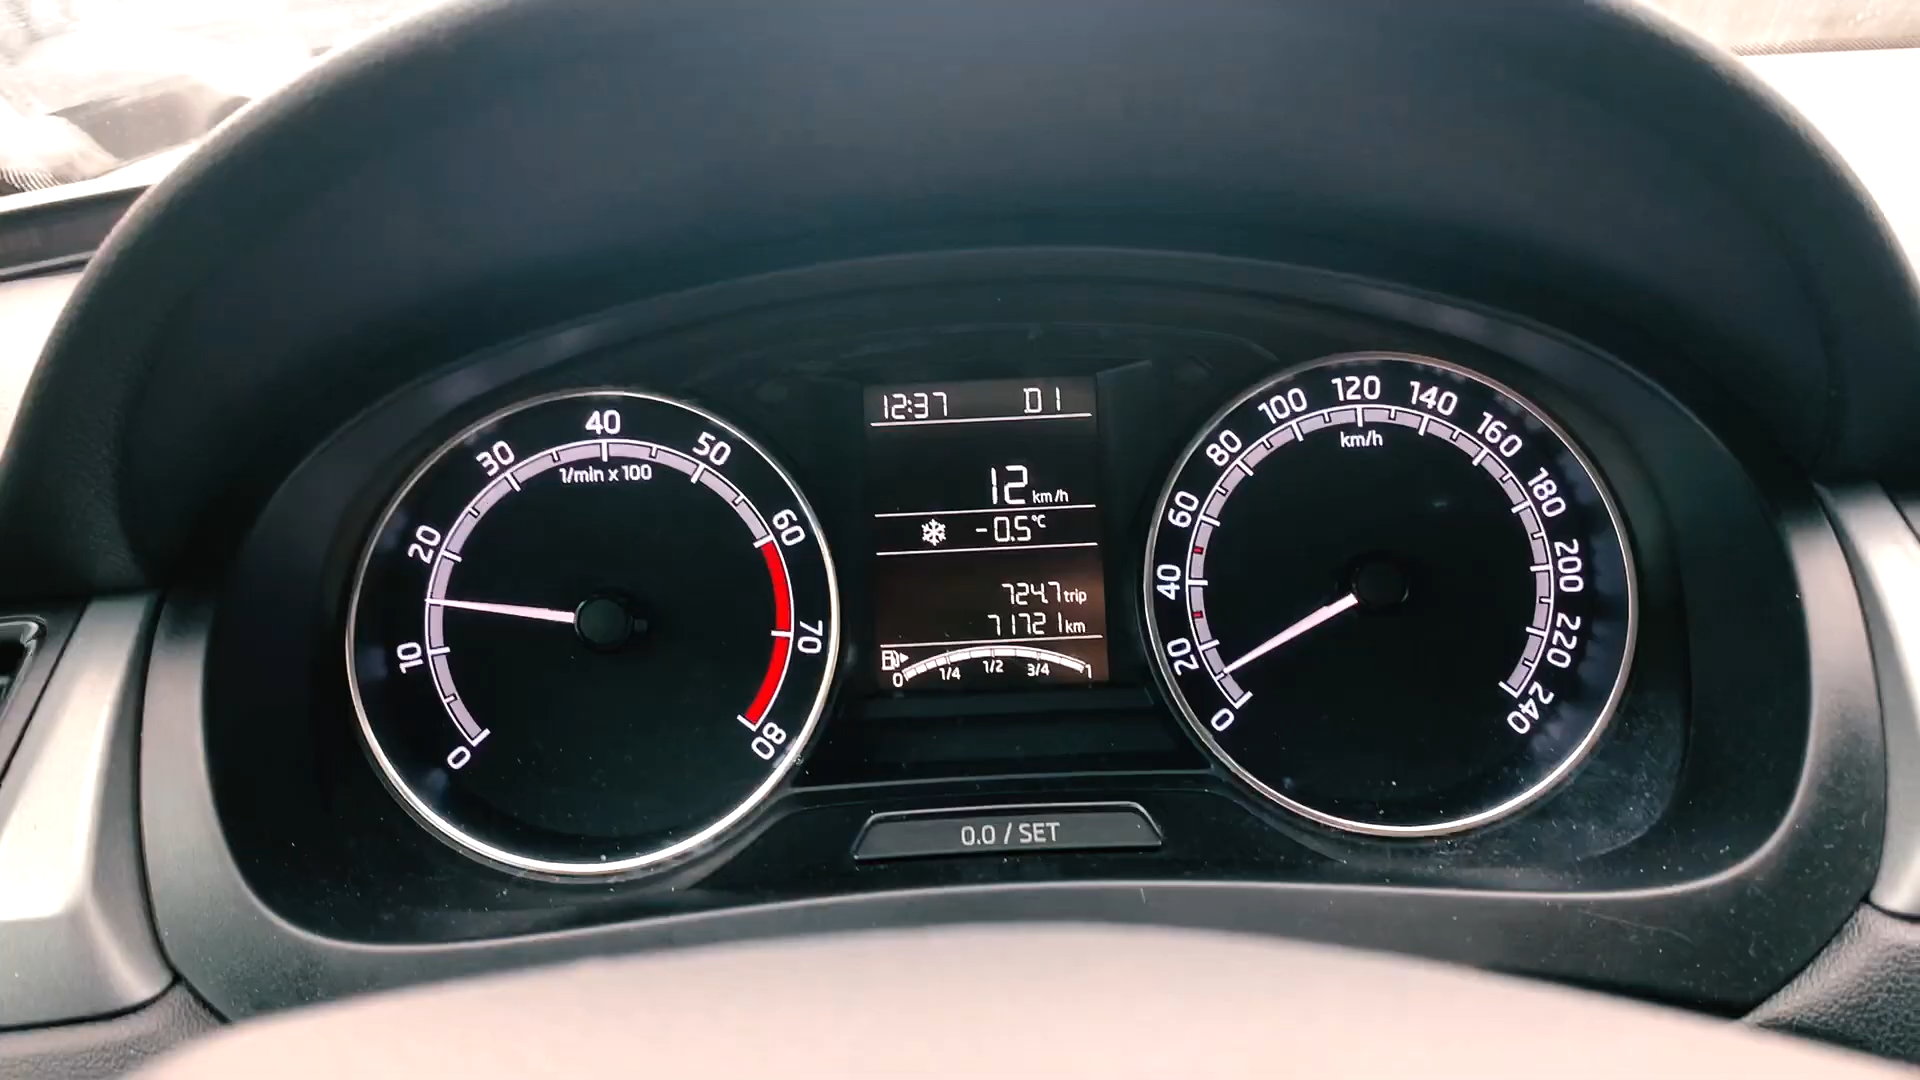 0 10 20 30 40 50 60 70 80
1/min x 100
12:37 D1
12 km/h
-0.5°C
724.7 trip
71721 km
0 1/4 1/2 3/4 1
0.0 / SET
0 20 40 60 80 100 120 140 160 180 200 220 240
km/h